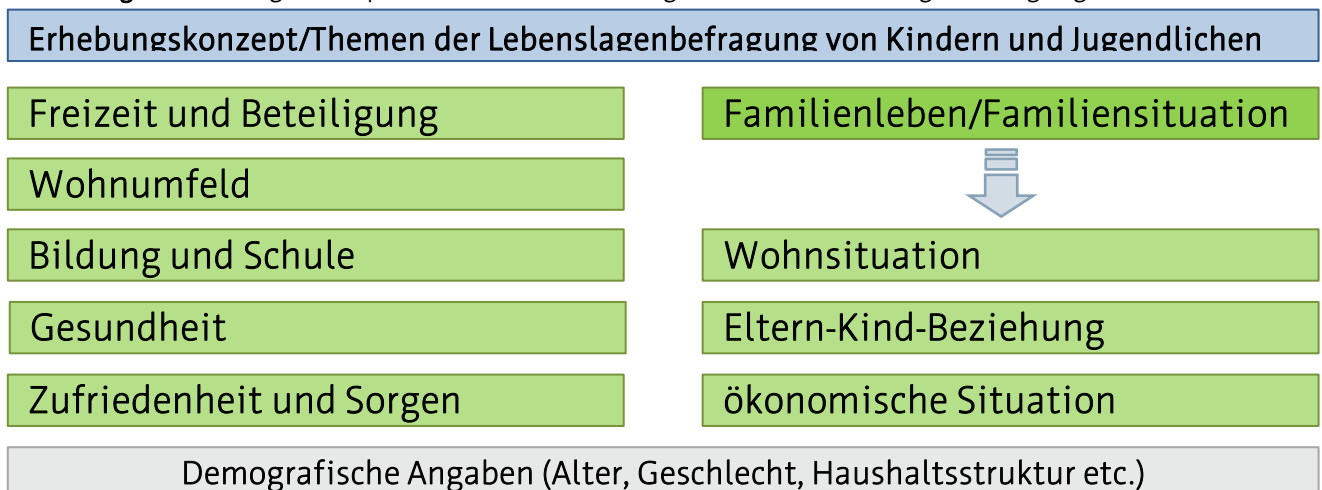 Erhebungskonzept/Themen der Lebenslagenbefragung von Kindern und Jugendlichen
Freizeit und Beteiligung
Wohnumfeld
Bildung und Schule
Gesundheit
Zufriedenheit und Sorgen
Familienleben/Familiensituation
Wohnsituation
Eltern-Kind-Beziehung
ökonomische Situation
Demografische Angaben (Alter, Geschlecht, Haushaltsstruktur etc.)